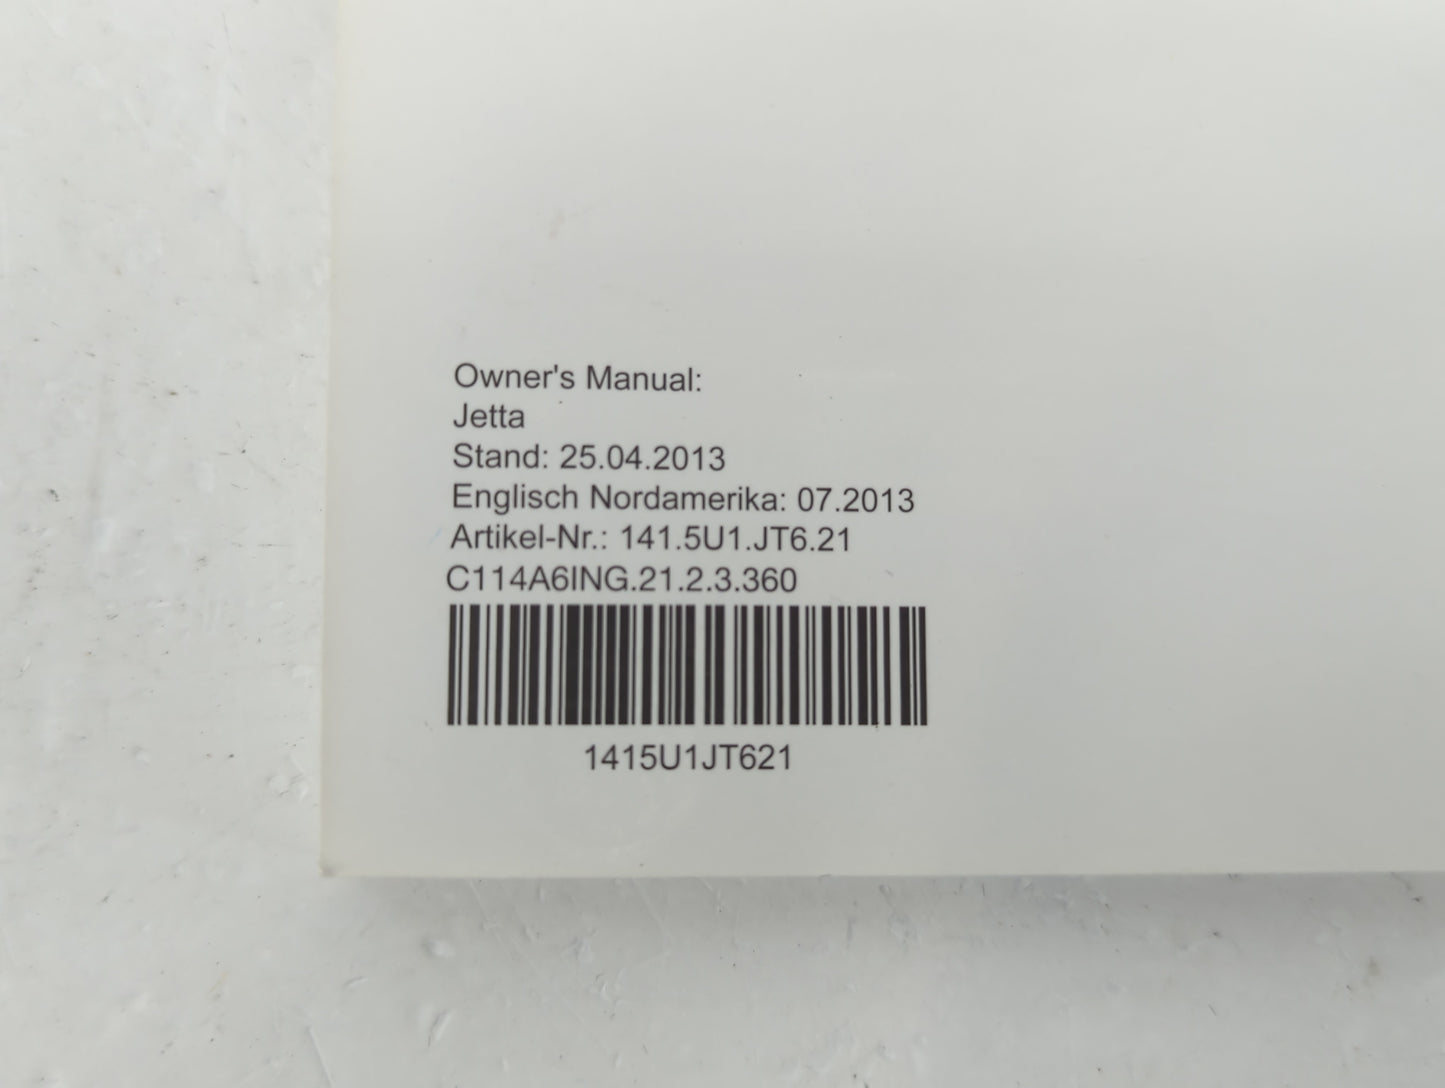 Owner's Manual:
Jetta
Stand: 25.04.2013
Englisch Nordamerika: 07.2013
Artikel-Nr.: 141.5U1.JT6.21
C114A6ING.21.2.3.360
1415U1JT621